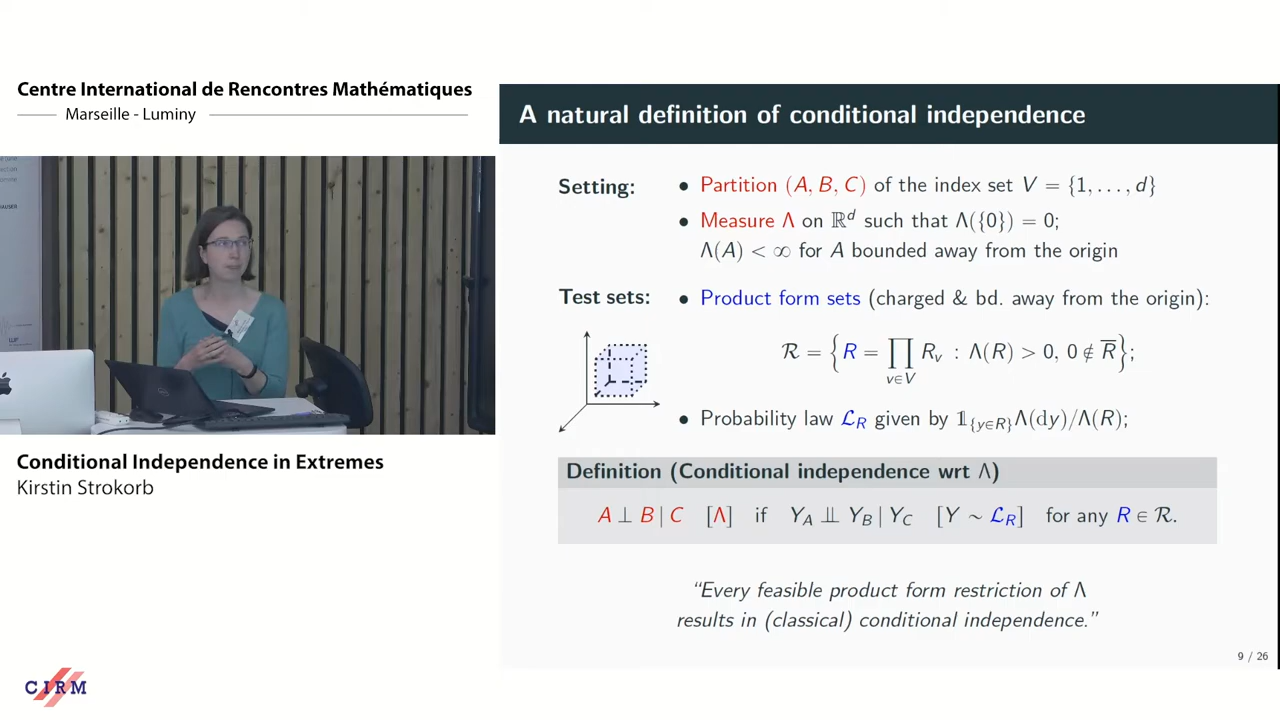 Centre International de Rencontres Mathématiques
Marseille - Luminy
Conditional Independence in Extremes
Kirstin Strokorb
CIRM
A natural definition of conditional independence
Setting:
• Partition (A, B, C) of the index set V = {1, . . . , d}
• Measure Λ on ℝᵈ such that Λ({0}) = 0;
Λ(A) < ∞ for A bounded away from the origin
Test sets:
• Product form sets (charged & bd. away from the origin):
ℛ = { R = ∏_{v∈V} R_v : Λ(R) > 0, 0 ∉ R̅ };
• Probability law ℒ_R given by 𝟙_{y∈R}Λ(dy)/Λ(R);
Definition (Conditional independence wrt Λ)
A ⊥ B | C [Λ] if Y_A ⫫ Y_B | Y_C [Y ∼ ℒ_R] for any R ∈ ℛ.
“Every feasible product form restriction of Λ
results in (classical) conditional independence.”
9 / 26